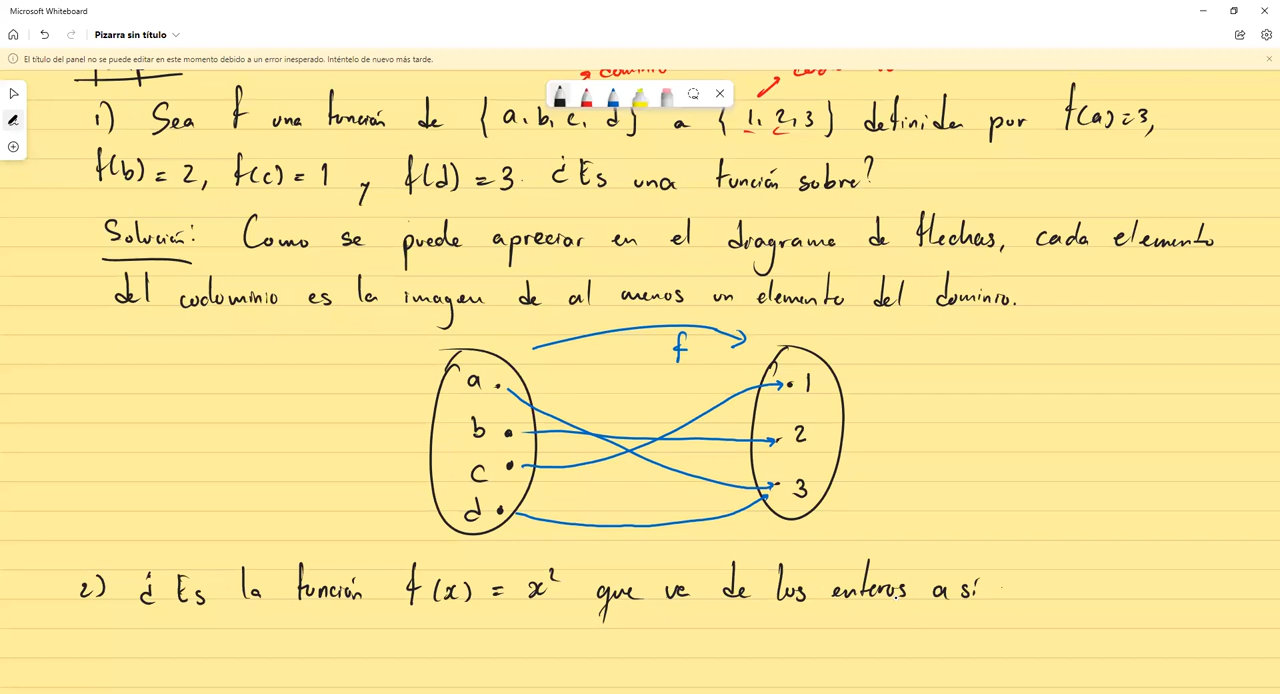 Microsoft Whiteboard
Pizarra sin título
El título del panel no se puede editar en este momento debido a un error inesperado. Inténtelo de nuevo más tarde.
1) Sea f una función de {a, b, c, d} a {1, 2, 3} definida por f(a)=3,
f(b) = 2, f(c) = 1 y f(d) = 3. ¿Es una función sobre?
Solución: Como se puede apreciar en el diagrama de flechas, cada elemento
del codominio es la imagen de al menos un elemento del dominio.
f
a 1
b 2
c 3
d
2) ¿Es la función f(x) = x² que va de los enteros a sí